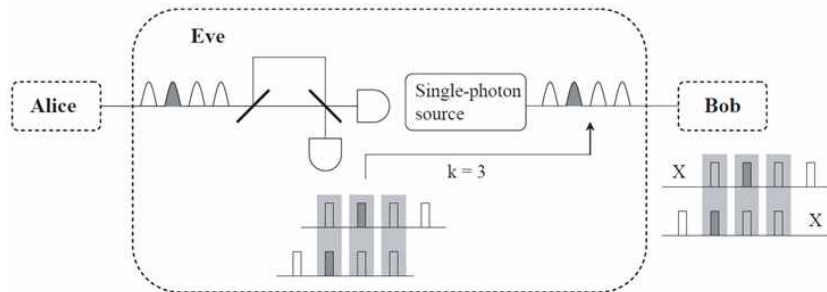 Eve
Alice
Single-photon
source
Bob
k = 3
X
X